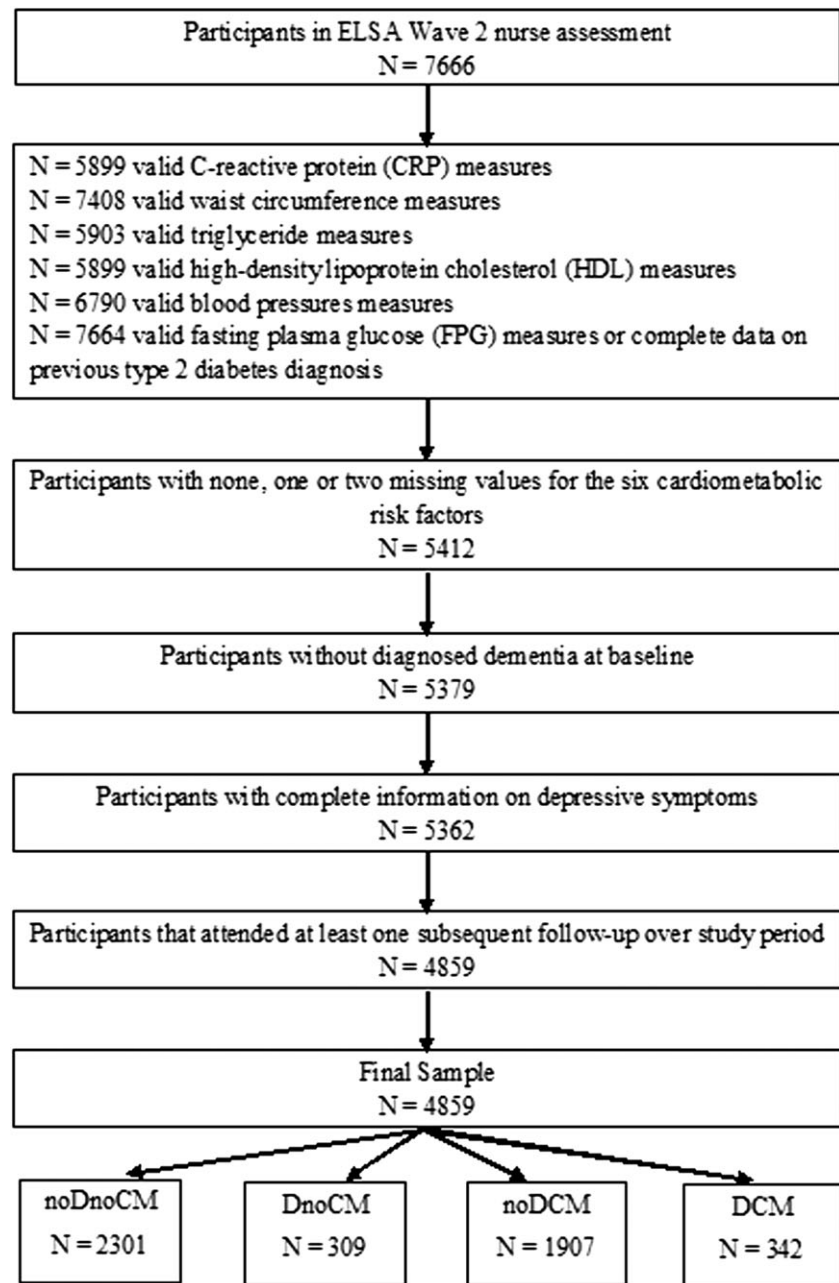 Participants in ELSA Wave 2 nurse assessment
N = 7666
N = 5899 valid C-reactive protein (CRP) measures
N = 7408 valid waist circumference measures
N = 5903 valid triglyceride measures
N = 5899 valid high-density lipoprotein cholesterol (HDL) measures
N = 6790 valid blood pressures measures
N = 7664 valid fasting plasma glucose (FPG) measures or complete data on
previous type 2 diabetes diagnosis
Participants with none, one or two missing values for the six cardiometabolic
risk factors
N = 5412
Participants without diagnosed dementia at baseline
N = 5379
Participants with complete information on depressive symptoms
N = 5362
Participants that attended at least one subsequent follow-up over study period
N = 4859
Final Sample
N = 4859
noDnoCM
N = 2301
DnoCM
N = 309
noDCM
N = 1907
DCM
N = 342